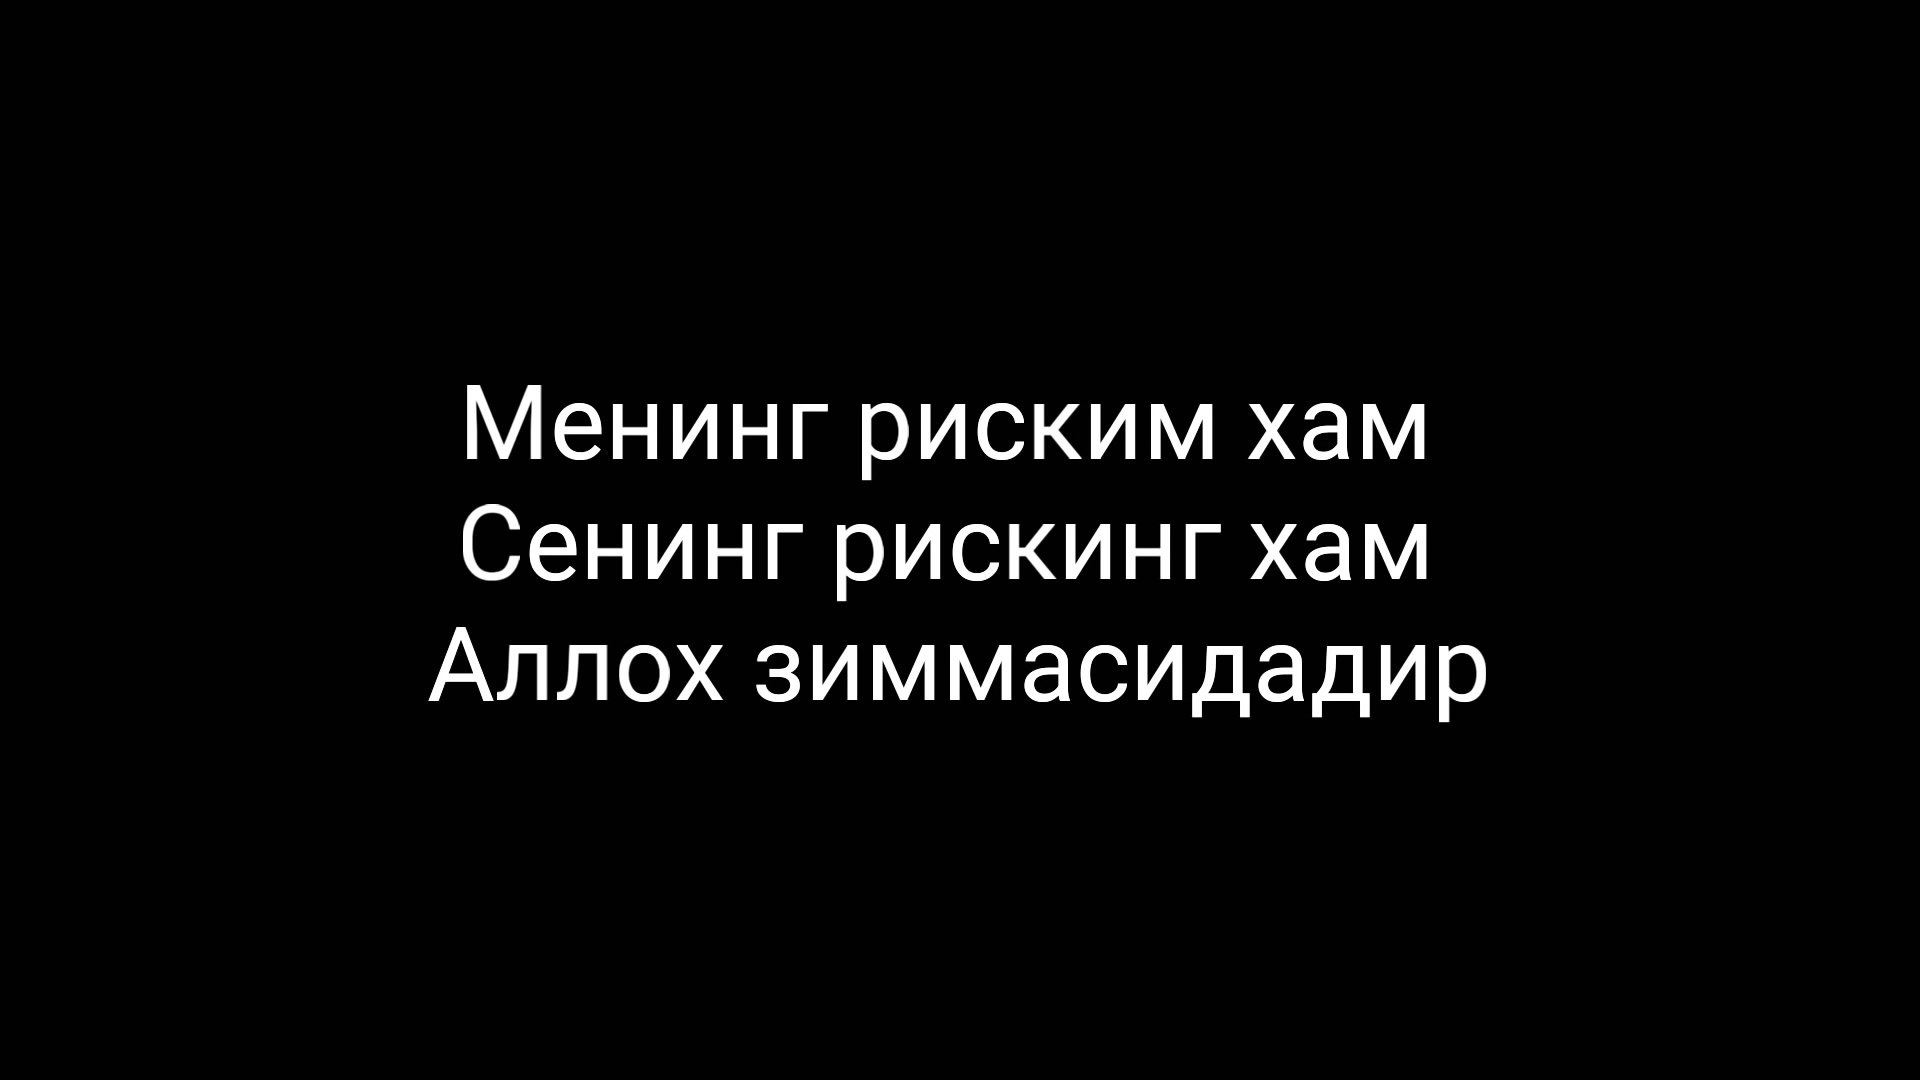 Менинг риским хам
Сенинг рискинг хам
Аллох зиммасидадир